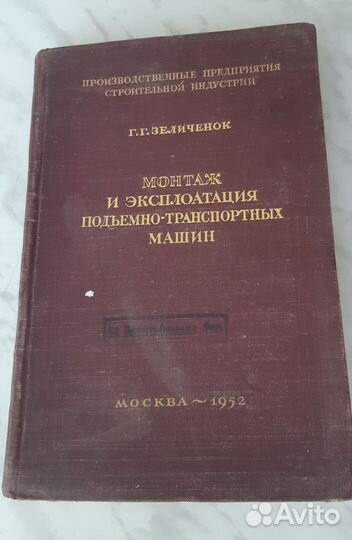 ПРОИЗВОДСТВЕННЫЕ ПРЕДПРИЯТИЯ
СТРОИТЕЛЬНОЙ ИНДУСТРИИ
Г. Г. ЗЕЛИЧЕНОК
МОНТАЖ
И ЭКСПЛОАТАЦИЯ
ПОДЪЕМНО-ТРАНСПОРТНЫХ
МАШИН
МОСКВА ~ 1952
Avito